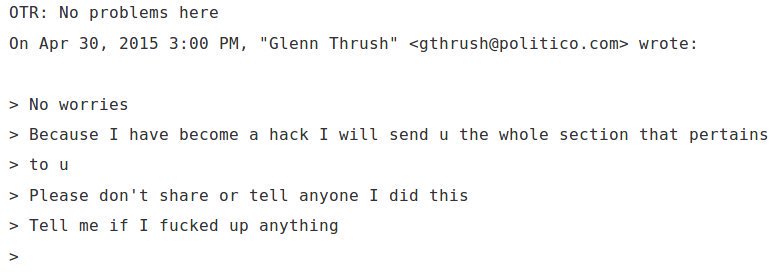 OTR: No problems here
On Apr 30, 2015 3:00 PM, "Glenn Thrush" <gthrush@politico.com> wrote:
> No worries
> Because I have become a hack I will send u the whole section that pertains
> to u
> Please don't share or tell anyone I did this
> Tell me if I fucked up anything
>